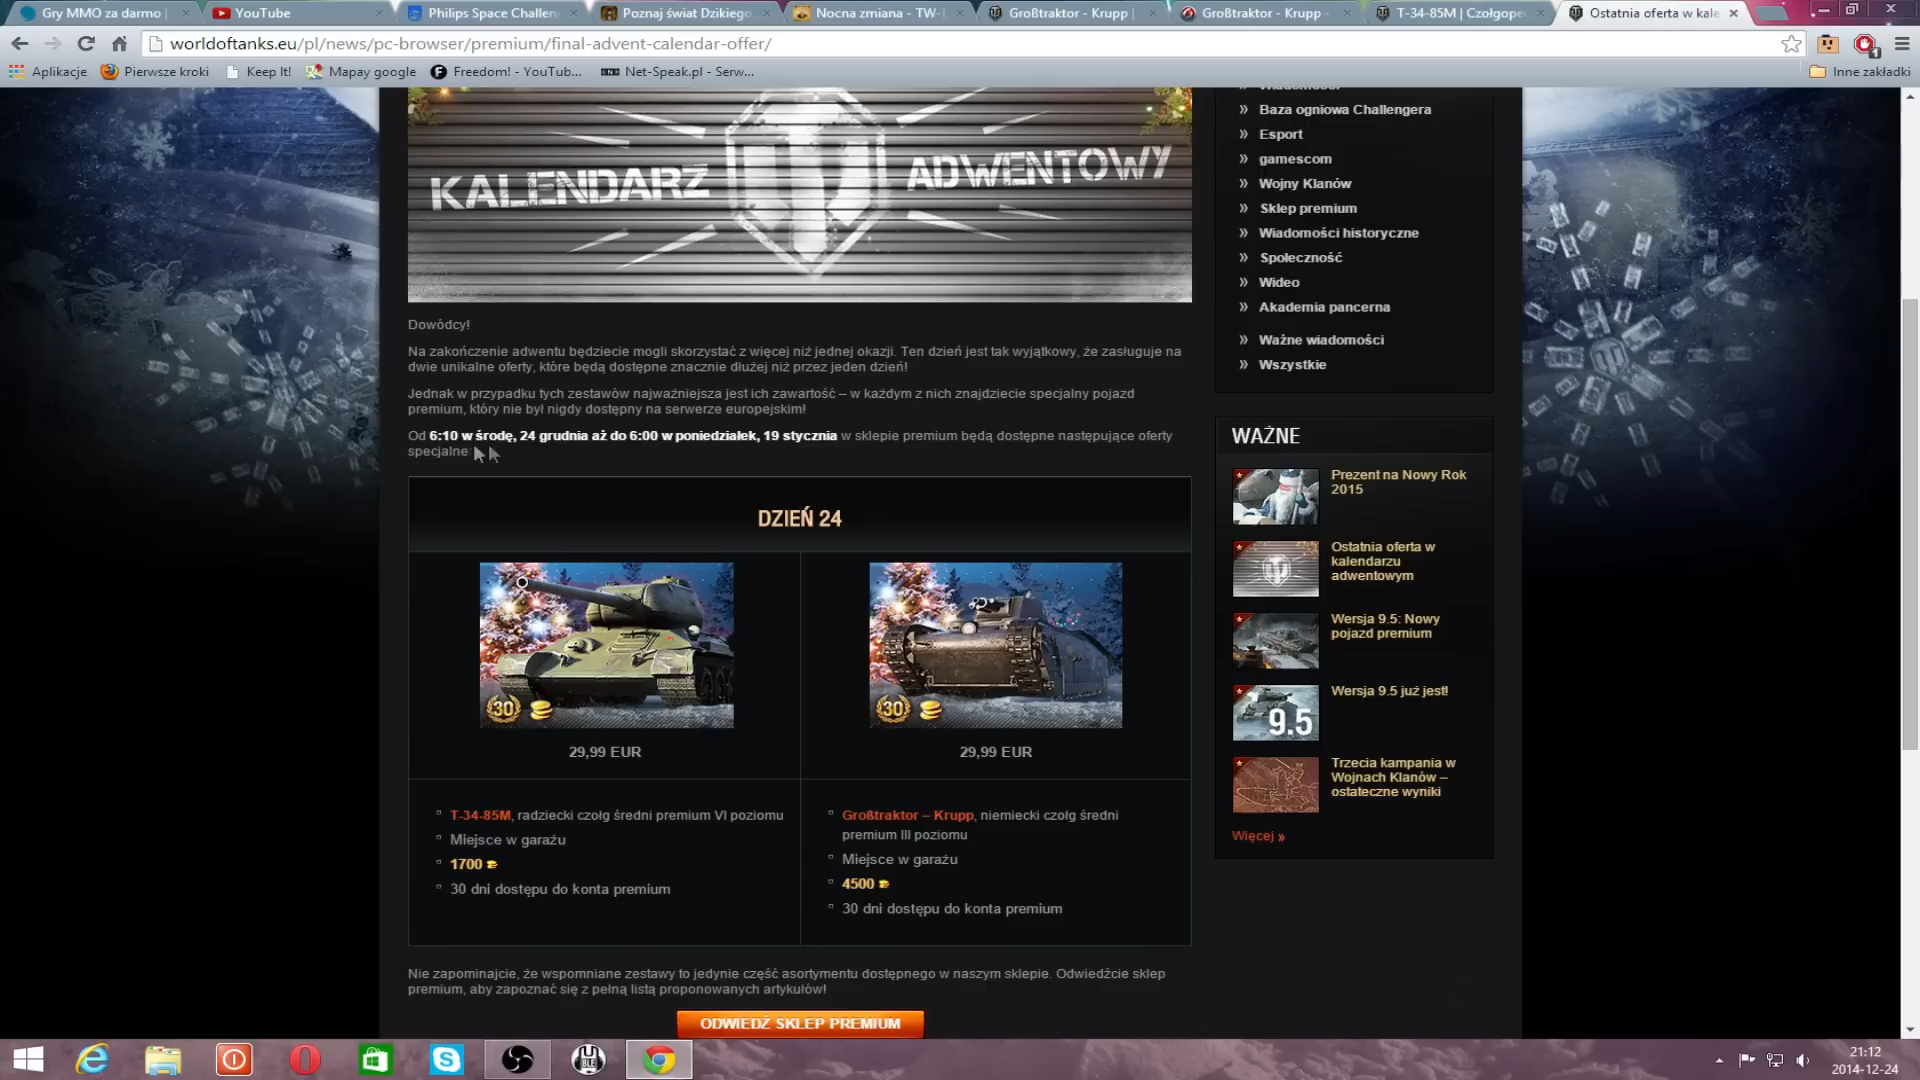 Gry MMO za darmo |
YouTube
Philips Space Challen
Poznaj świat Dzikiego
Nocna zmiana - TW-
Großtraktor - Krupp |
Großtraktor - Krupp -
T-34-85M | Czołgope
Ostatnia oferta w kale
worldoftanks.eu/pl/news/pc-browser/premium/final-advent-calendar-offer/
1
Aplikacje
Pierwsze kroki
Keep It!
Mapay google
Freedom! - YouTub...
Net-Speak.pl - Serw...
Inne zakładki
KALENDARZ ADWENTOWY
Dowódcy!
Na zakończenie adwentu będziecie mogli skorzystać z więcej niż jednej okazji. Ten dzień jest tak wyjątkowy, że zasługuje na
dwie unikalne oferty, które będą dostępne znacznie dłużej niż przez jeden dzień!
Jednak w przypadku tych zestawów najważniejsza jest ich zawartość – w każdym z nich znajdziecie specjalny pojazd
premium, który nie był nigdy dostępny na serwerze europejskim!
Od 6:10 w środę, 24 grudnia aż do 6:00 w poniedziałek, 19 stycznia w sklepie premium będą dostępne następujące oferty
specjalne
DZIEŃ 24
30
30
29,99 EUR
29,99 EUR
T-34-85M, radziecki czołg średni premium VI poziomu
Miejsce w garażu
1700
30 dni dostępu do konta premium
Großtraktor – Krupp, niemiecki czołg średni
premium III poziomu
Miejsce w garażu
4500
30 dni dostępu do konta premium
Nie zapominajcie, że wspomniane zestawy to jedynie część asortymentu dostępnego w naszym sklepie. Odwiedźcie sklep
premium, aby zapoznać się z pełną listą proponowanych artykułów!
ODWIEDŹ SKLEP PREMIUM
» Baza ogniowa Challengera
» Esport
» gamescom
» Wojny Klanów
» Sklep premium
» Wiadomości historyczne
» Społeczność
» Wideo
» Akademia pancerna
» Ważne wiadomości
» Wszystkie
WAŻNE
Prezent na Nowy Rok
2015
Ostatnia oferta w
kalendarzu
adwentowym
Wersja 9.5: Nowy
pojazd premium
9.5
Wersja 9.5 już jest!
Trzecia kampania w
Wojnach Klanów –
ostateczne wyniki
Więcej »
21:12
2014-12-24